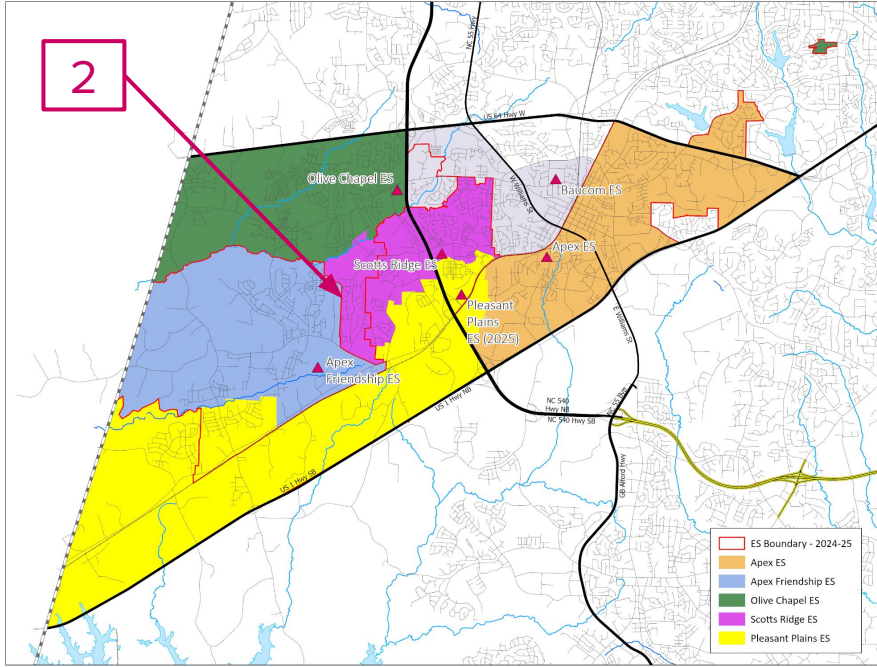 2
NC 55 Hwy
US 64 Hwy W
Olive Chapel ES
W Williams St
Baucom ES
Scotts Ridge ES
Apex ES
Pleasant
Plains
ES (2025)
E Williams St
Apex
Friendship ES
US 1 Hwy NB
NC 540
Hwy NB
NC 540 Hwy SB
NC 55 Byp
US 1 Hwy SB
GB Alford Hwy
ES Boundary - 2024-25
Apex ES
Apex Friendship ES
Olive Chapel ES
Scotts Ridge ES
Pleasant Plains ES